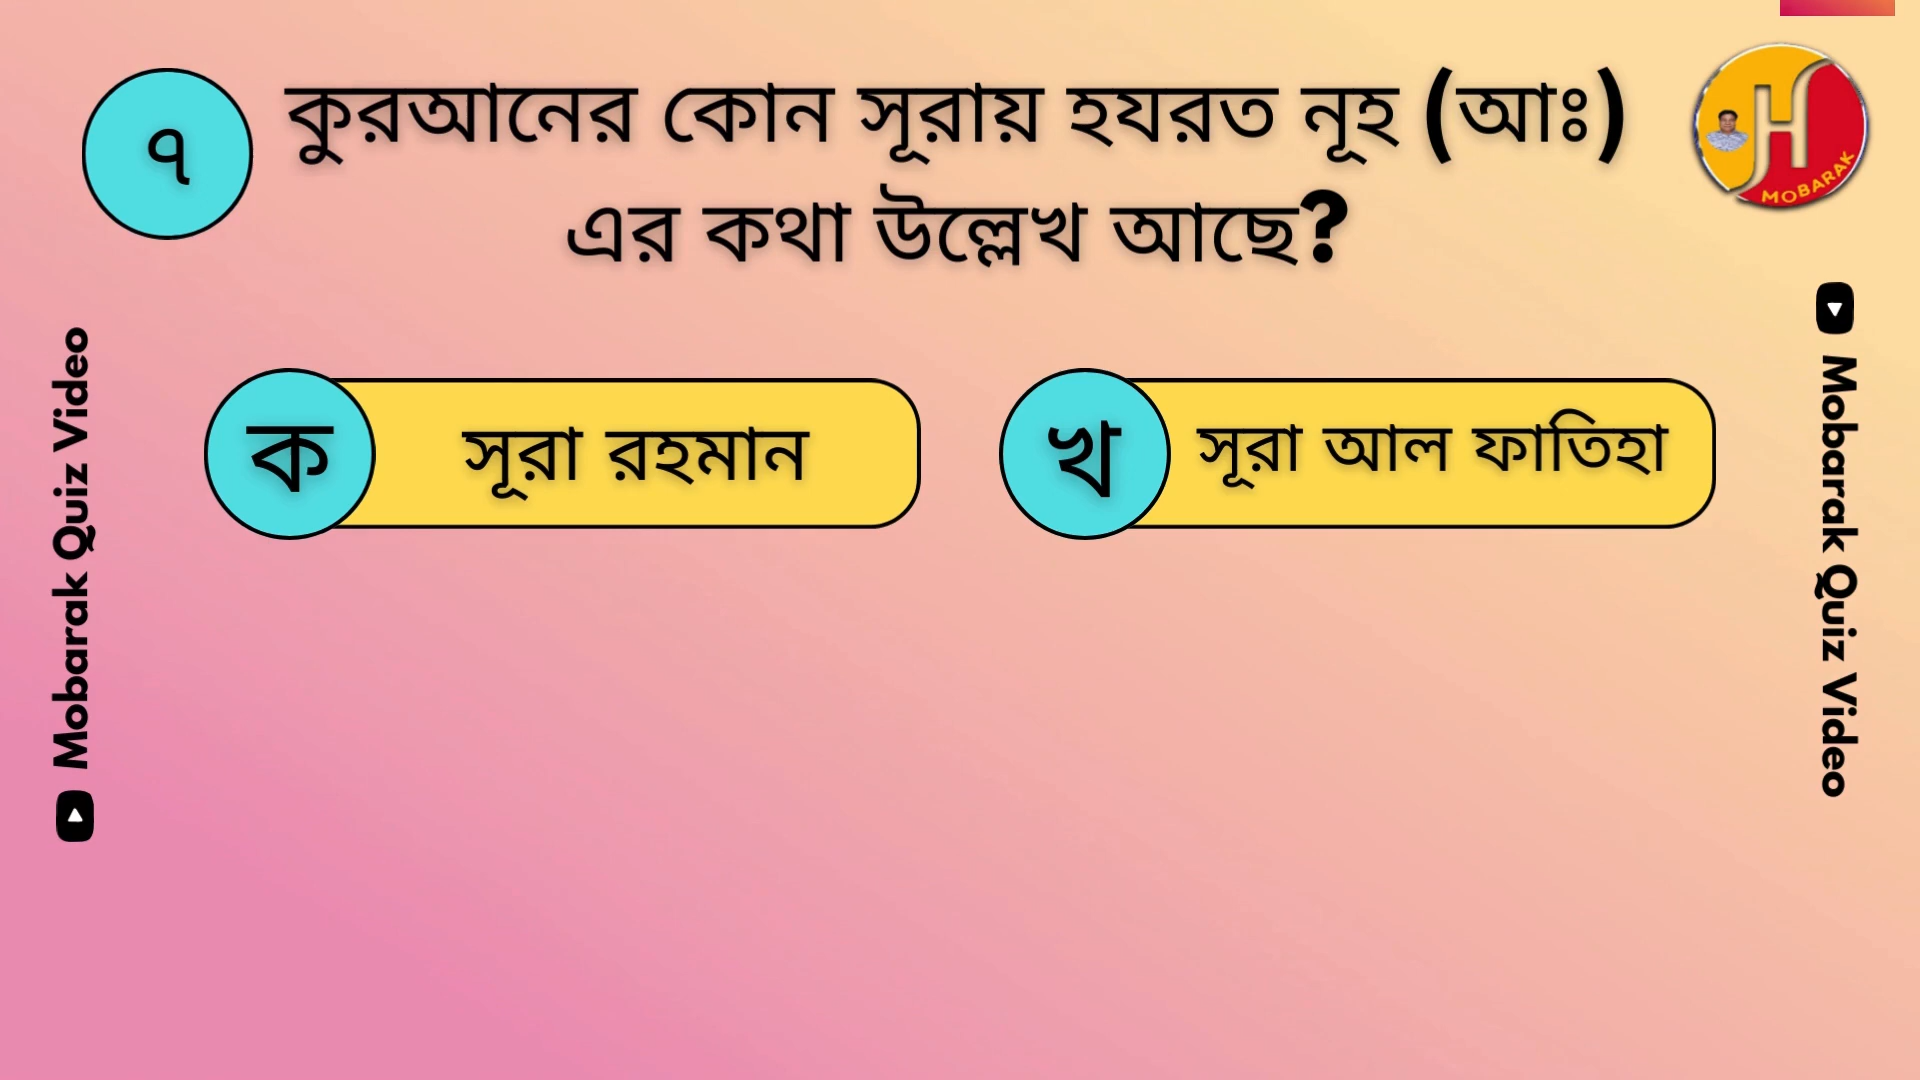 ৭
কুরআনের কোন সূরায় হযরত নূহ (আঃ)
এর কথা উল্লেখ আছে?
MOBARAK
ক
সূরা রহমান
খ
সূরা আল ফাতিহা
Mobarak Quiz Video
Mobarak Quiz Video